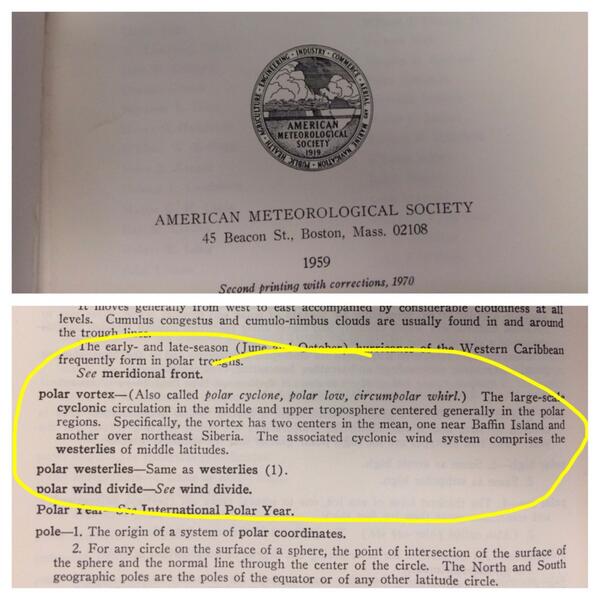 AGRICULTURE · ENGINEERING · INDUSTRY · COMMERCE · AERIAL AND MARINE NAVIGATION · PUBLIC HEALTH
AMERICAN
METEOROLOGICAL
SOCIETY
1919
AMERICAN METEOROLOGICAL SOCIETY
45 Beacon St., Boston, Mass. 02108
1959
Second printing with corrections, 1970
It moves generally from west to east accompanied by considerable cloudiness at all
levels. Cumulus congestus and cumulo-nimbus clouds are usually found in and around
the trough lines.
The early- and late-season (June and October) hurricanes of the Western Caribbean
frequently form in polar troughs.
See meridional front.
polar vortex—(Also called polar cyclone, polar low, circumpolar whirl.) The large-scale
cyclonic circulation in the middle and upper troposphere centered generally in the polar
regions. Specifically, the vortex has two centers in the mean, one near Baffin Island and
another over northeast Siberia. The associated cyclonic wind system comprises the
westerlies of middle latitudes.
polar westerlies—Same as westerlies (1).
polar wind divide—See wind divide.
Polar Year—See International Polar Year.
pole—1. The origin of a system of polar coordinates.
2. For any circle on the surface of a sphere, the point of intersection of the surface of
the sphere and the normal line through the center of the circle. The North and South
geographic poles are the poles of the equator or of any other latitude circle.